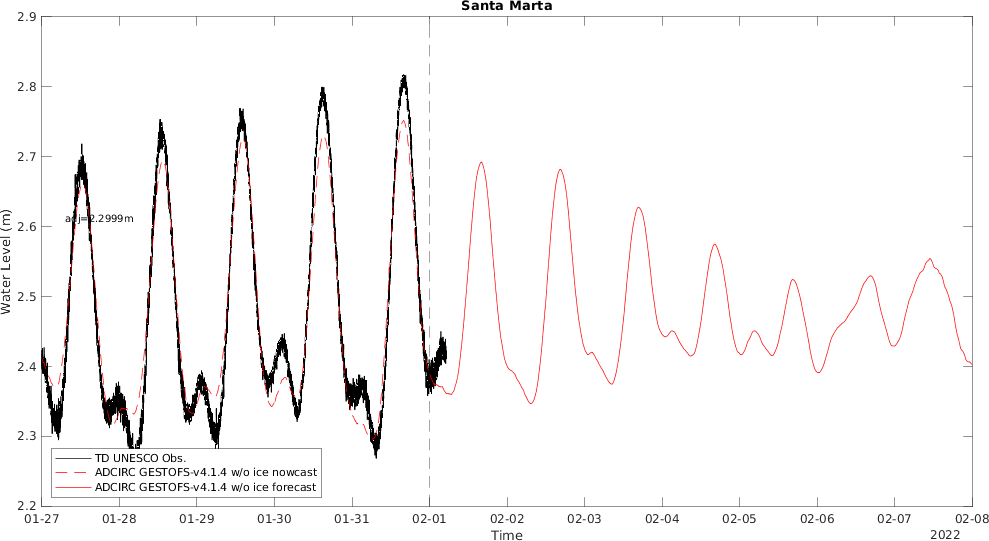 Santa Marta
2.9
2.8
2.7
2.6
2.5
2.4
2.3
2.2
Water Level (m)
adj=2.2999m
TD UNESCO Obs.
ADCIRC GESTOFS-v4.1.4 w/o ice nowcast
ADCIRC GESTOFS-v4.1.4 w/o ice forecast
01-27 01-28 01-29 01-30 01-31 02-01 02-02 02-03 02-04 02-05 02-06 02-07 02-08
Time
2022